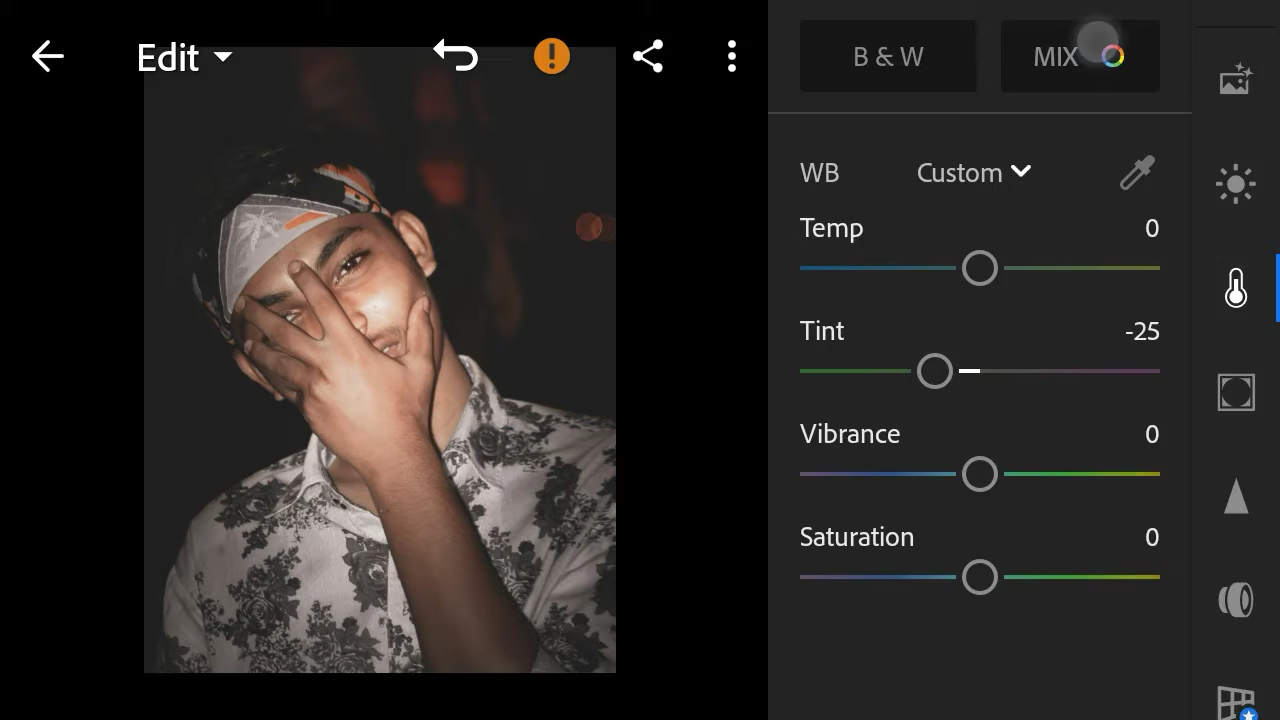 Edit
B & W
MIX
WB
Custom
Temp
0
Tint
-25
Vibrance
0
Saturation
0